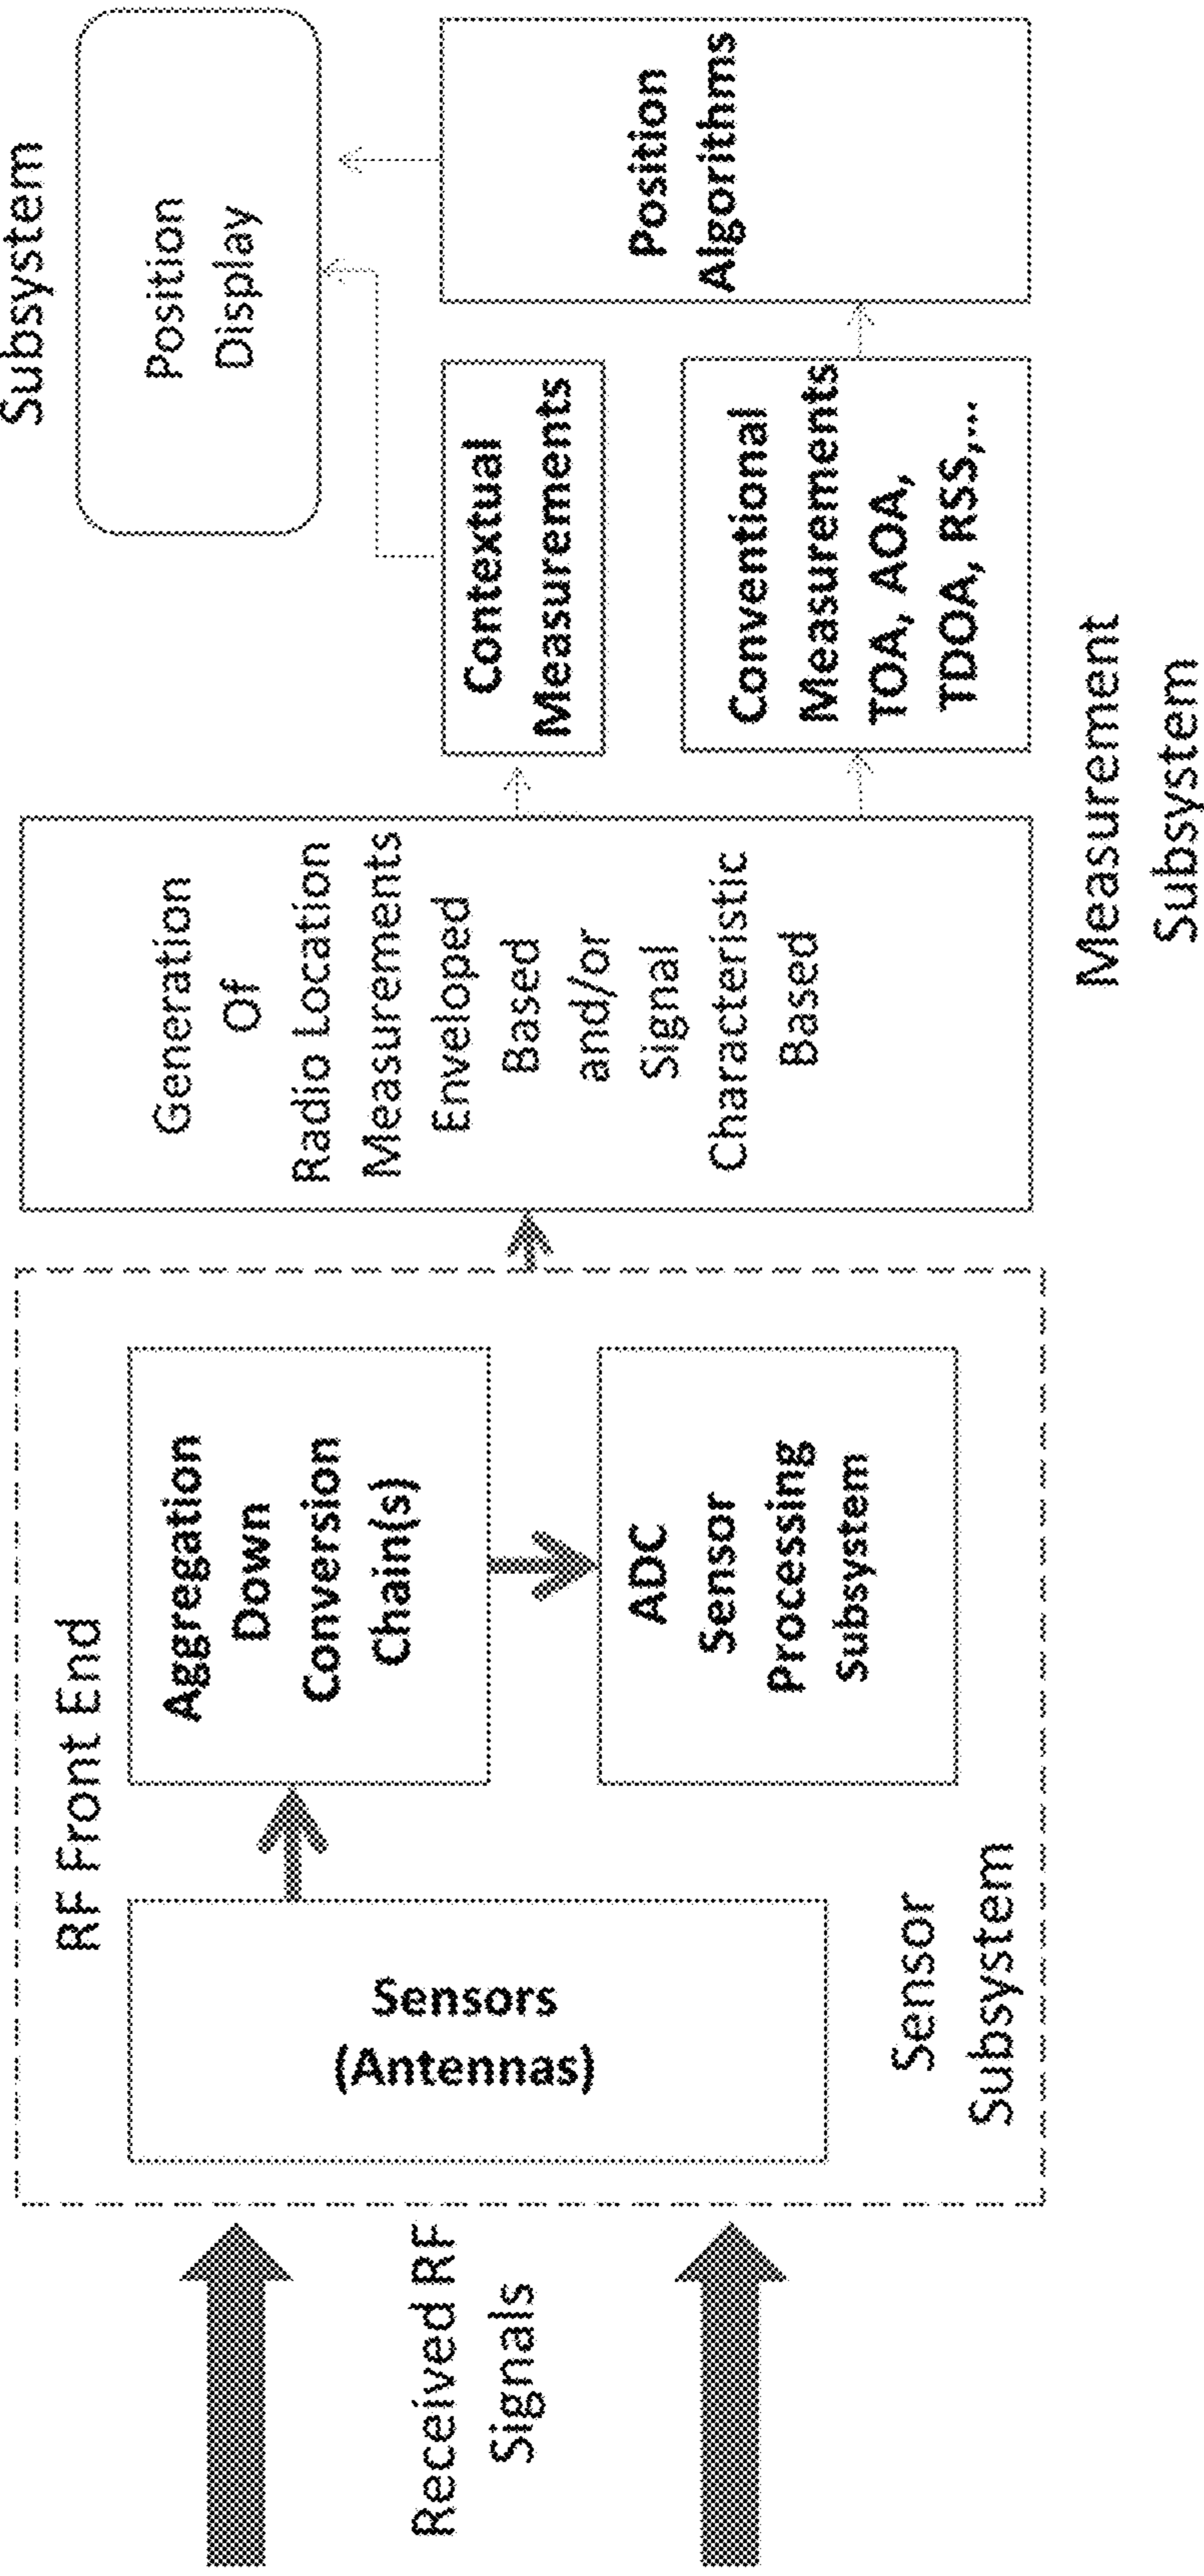 Received RF
Signals
RF Front End
Sensors
(Antennas)
Aggregation
Down
Conversion
Chain(s)
ADC
Sensor
Processing
Subsystem
Sensor
Subsystem
Generation
Of
Radio Location
Measurements
Enveloped
Based
and/or
Signal
Characteristic
Based
Contextual
Measurements
Conventional
Measurements
TOA, AOA,
TDOA, RSS,...
Measurement
Subsystem
Position
Algorithms
Subsystem
Position
Display